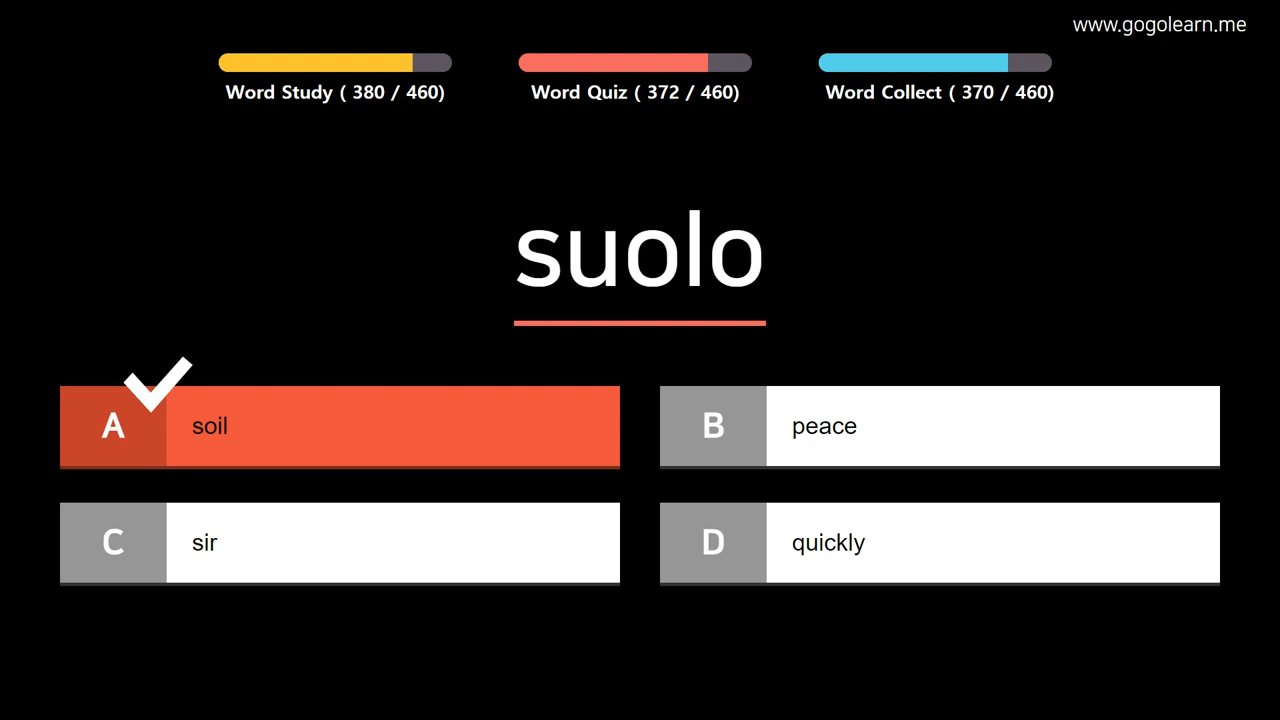 www.gogolearn.me
Word Study ( 380 / 460)
Word Quiz ( 372 / 460)
Word Collect ( 370 / 460)
suolo
A soil
B peace
C sir
D quickly